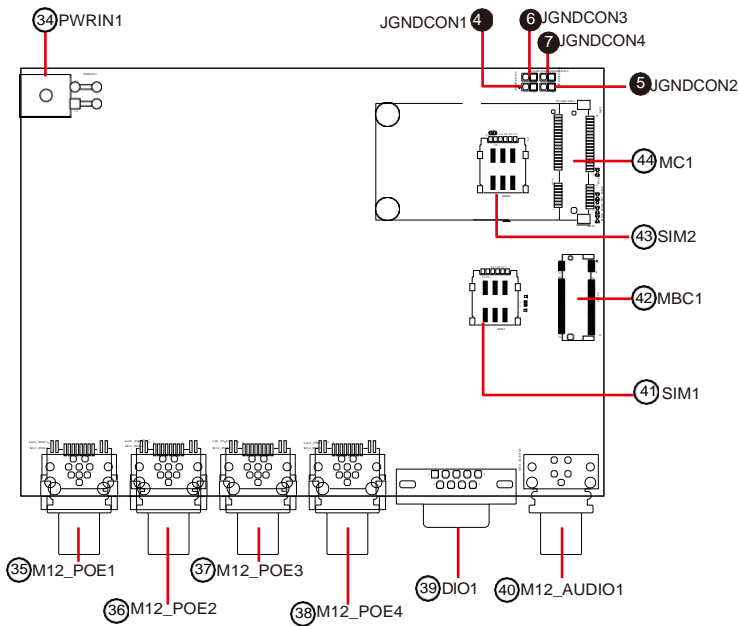 34 PWRIN1
JGNDCON1 4
6 JGNDCON3
7 JGNDCON4
5 JGNDCON2
44 MC1
43 SIM2
42 MBC1
41 SIM1
35 M12_POE1
36 M12_POE2
37 M12_POE3
38 M12_POE4
39 DIO1
40 M12_AUDIO1